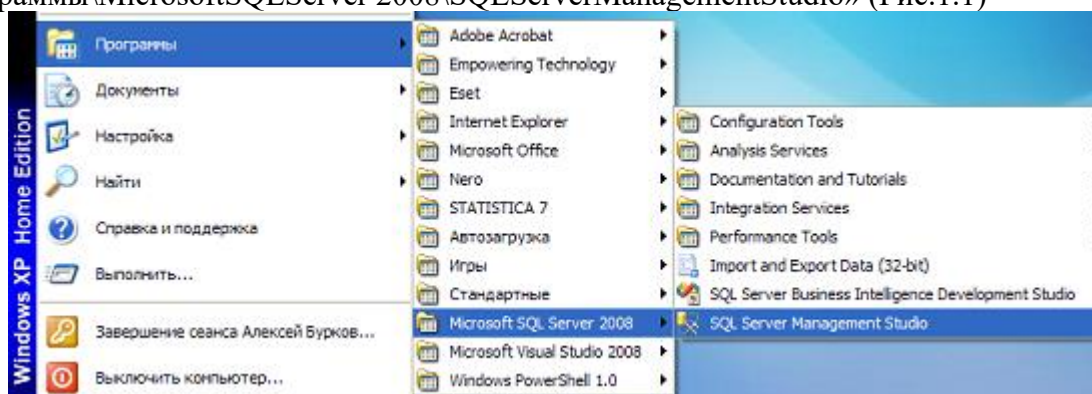 раммы\MicrosoftSQLServer 2008\SQLServerManagementStudio» (Рис.1.1)
Windows XP Home Edition
Программы
Документы
Настройка
Найти
Справка и поддержка
Выполнить...
Завершение сеанса Алексей Бурков...
Выключить компьютер...
Adobe Acrobat
Empowering Technology
Eset
Internet Explorer
Microsoft Office
Nero
STATISTICA 7
Автозагрузка
Игры
Стандартные
Microsoft SQL Server 2008
Microsoft Visual Studio 2008
Windows PowerShell 1.0
Configuration Tools
Analysis Services
Documentation and Tutorials
Integration Services
Performance Tools
Import and Export Data (32-bit)
SQL Server Business Intelligence Development Studio
SQL Server Management Studio